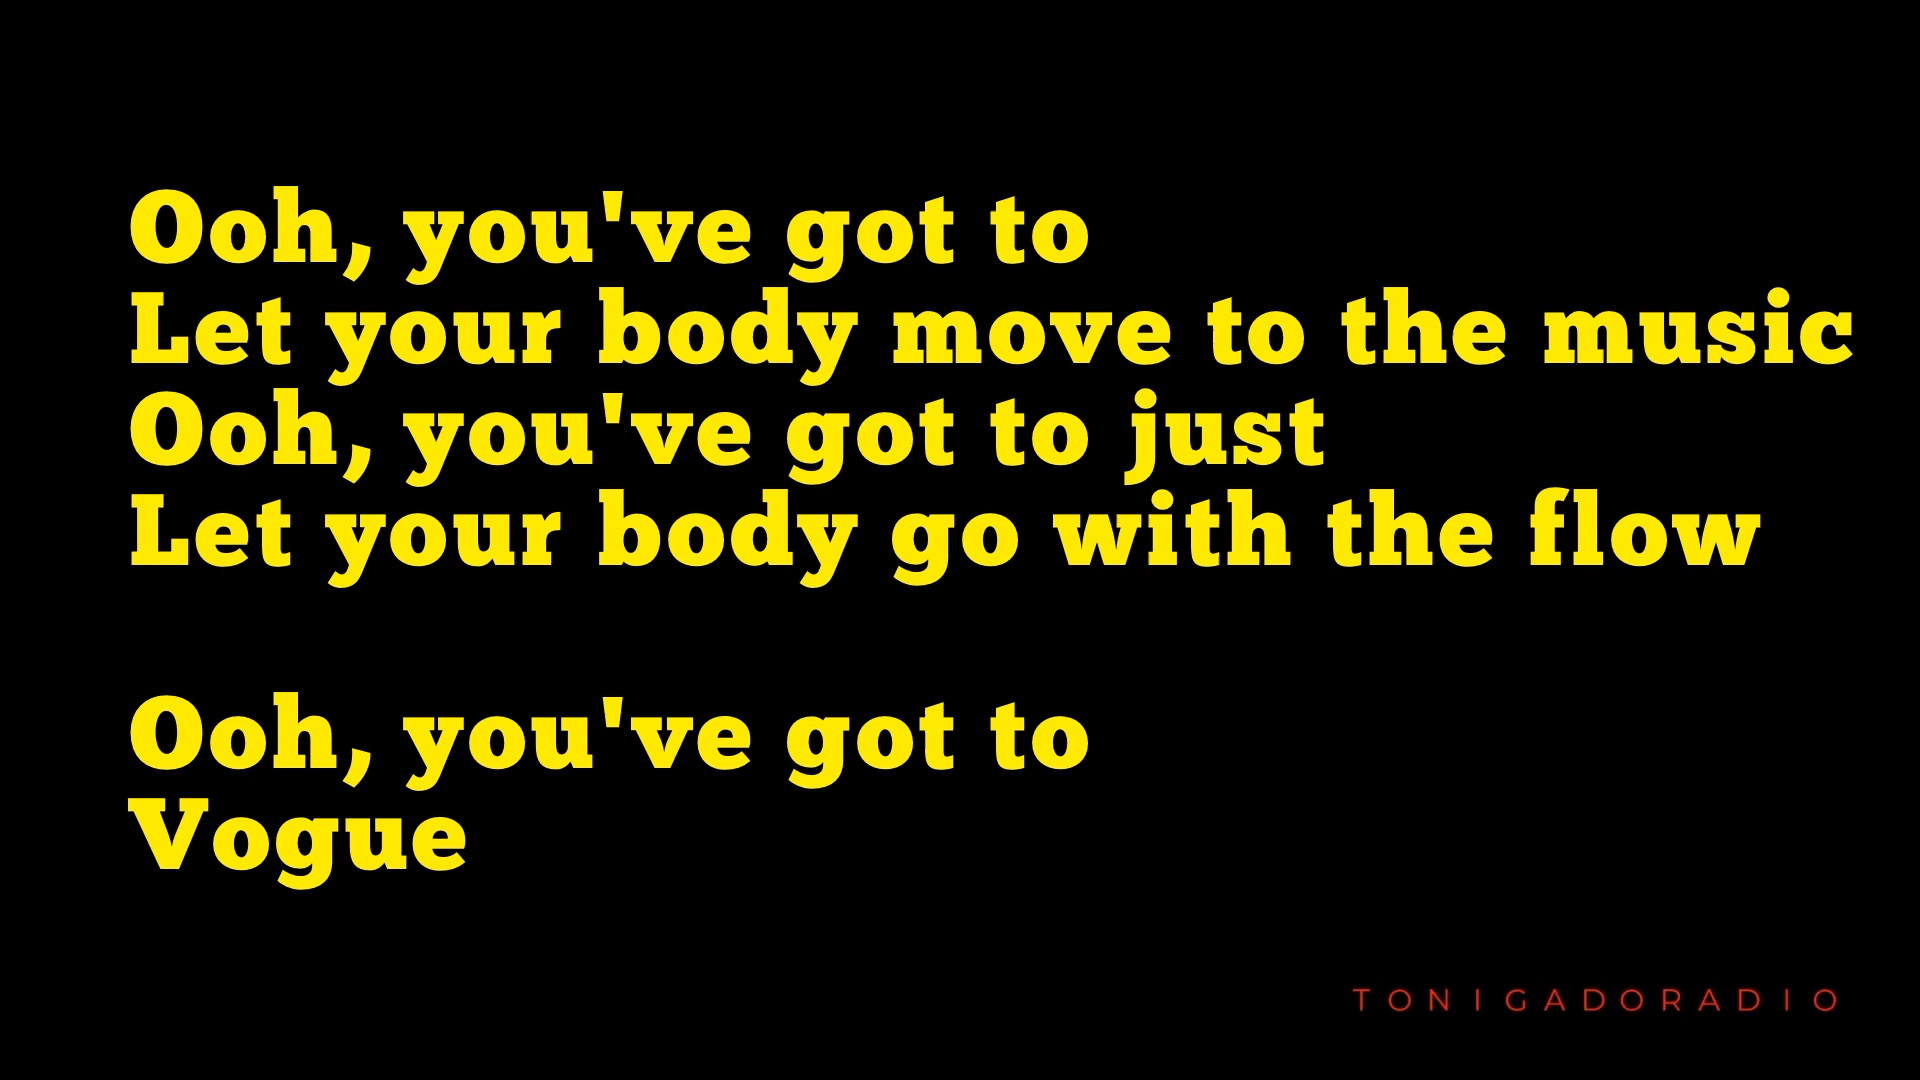 Ooh, you've got to
Let your body move to the music
Ooh, you've got to just
Let your body go with the flow
Ooh, you've got to
Vogue
TONIGADORADIO